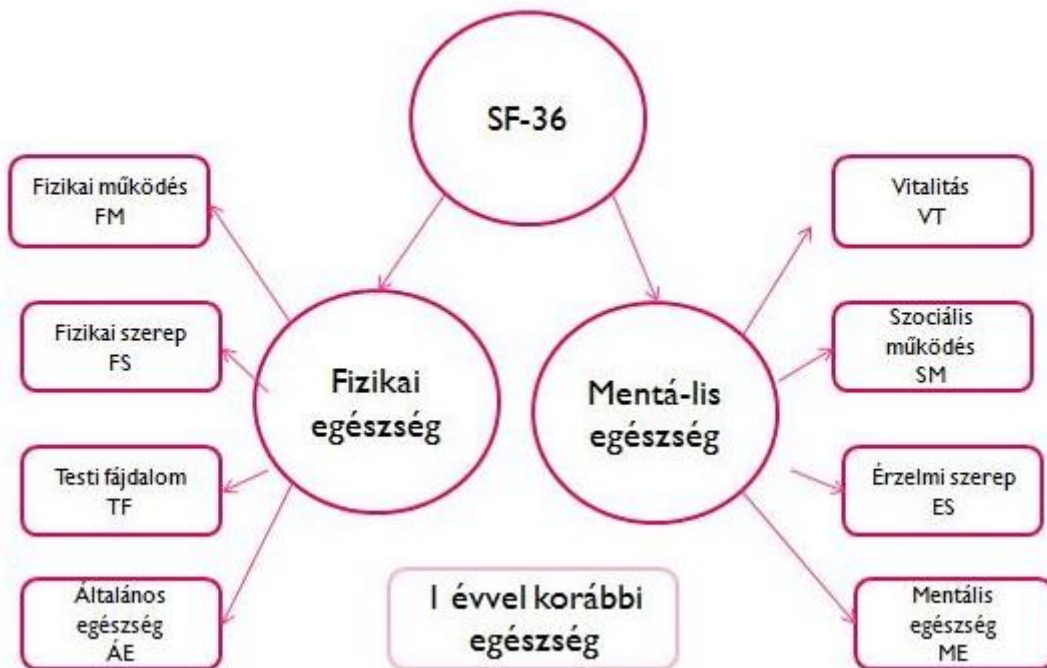 SF-36
Fizikai működés
FM
Fizikai szerep
FS
Testi fájdalom
TF
Általános
egészség
ÁE
Fizikai
egészség
Mentá-lis
egészség
Vitalitás
VT
Szociális
működés
SM
Érzelmi szerep
ES
Mentális
egészség
ME
1 évvel korábbi
egészség